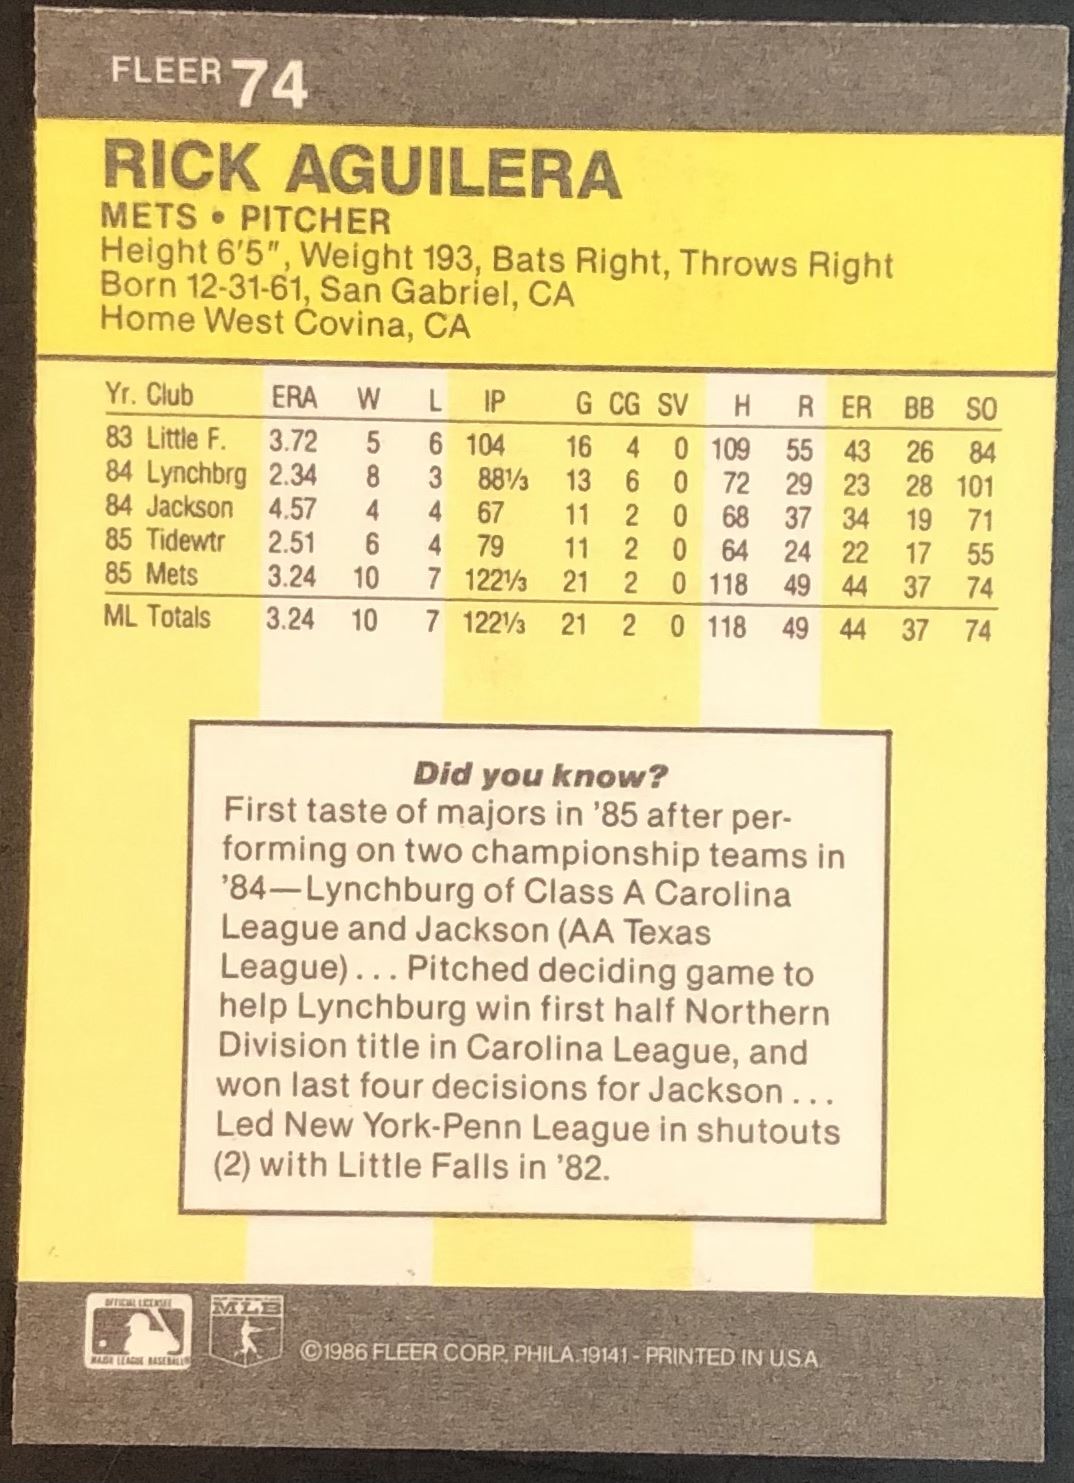 FLEER 74
RICK AGUILERA
METS • PITCHER
Height 6'5", Weight 193, Bats Right, Throws Right
Born 12-31-61, San Gabriel, CA
Home West Covina, CA
Yr. Club ERA W L IP G CG SV H R ER BB SO
83 Little F. 3.72 5 6 104 16 4 0 109 55 43 26 84
84 Lynchbrg 2.34 8 3 88⅓ 13 6 0 72 29 23 28 101
84 Jackson 4.57 4 4 67 11 2 0 68 37 34 19 71
85 Tidewtr 2.51 6 4 79 11 2 0 64 24 22 17 55
85 Mets 3.24 10 7 122⅓ 21 2 0 118 49 44 37 74
ML Totals 3.24 10 7 122⅓ 21 2 0 118 49 44 37 74
Did you know?
First taste of majors in '85 after per-
forming on two championship teams in
'84—Lynchburg of Class A Carolina
League and Jackson (AA Texas
League)... Pitched deciding game to
help Lynchburg win first half Northern
Division title in Carolina League, and
won last four decisions for Jackson...
Led New York-Penn League in shutouts
(2) with Little Falls in '82.
OFFICIAL LICENSEE
MAJOR LEAGUE BASEBALL
MLB
©1986 FLEER CORP. PHILA. 19141 - PRINTED IN U.S.A.